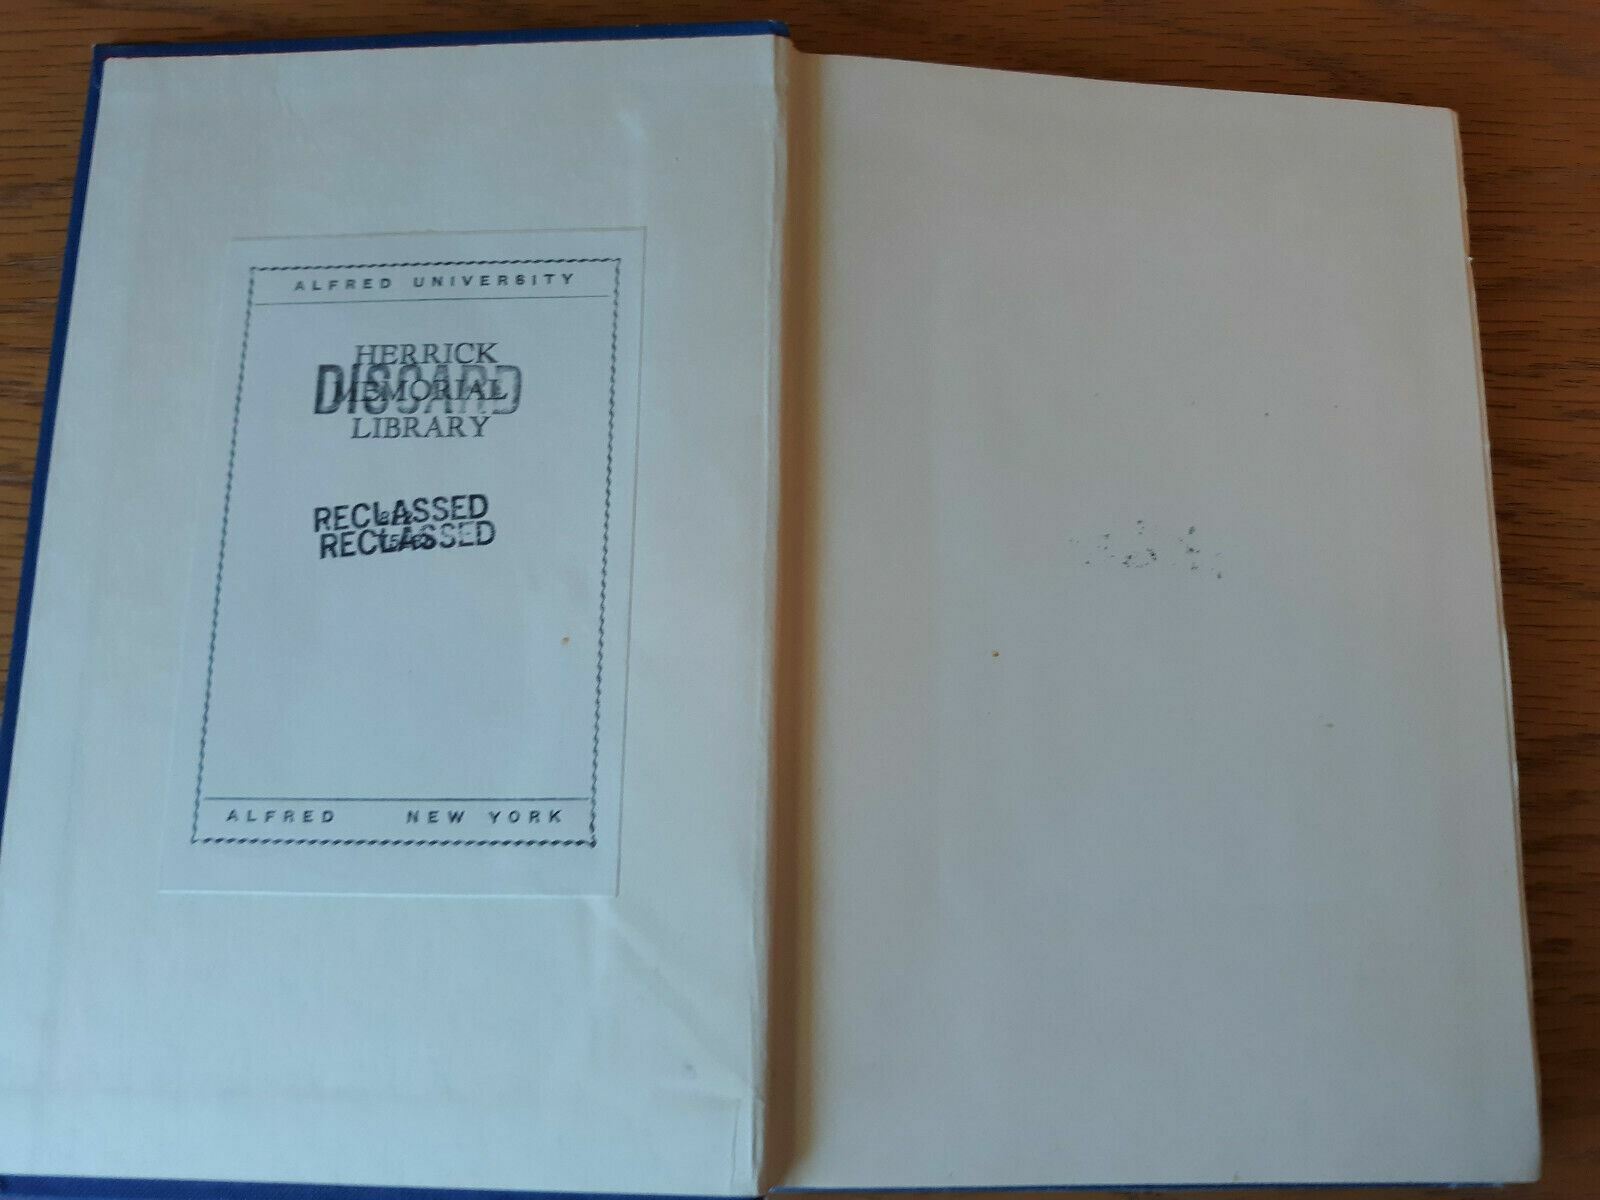 ALFRED UNIVERSITY
HERRICK
DISCARD
MEMORIAL
LIBRARY
RECLASSED
RECLASSED
ALFRED NEW YORK